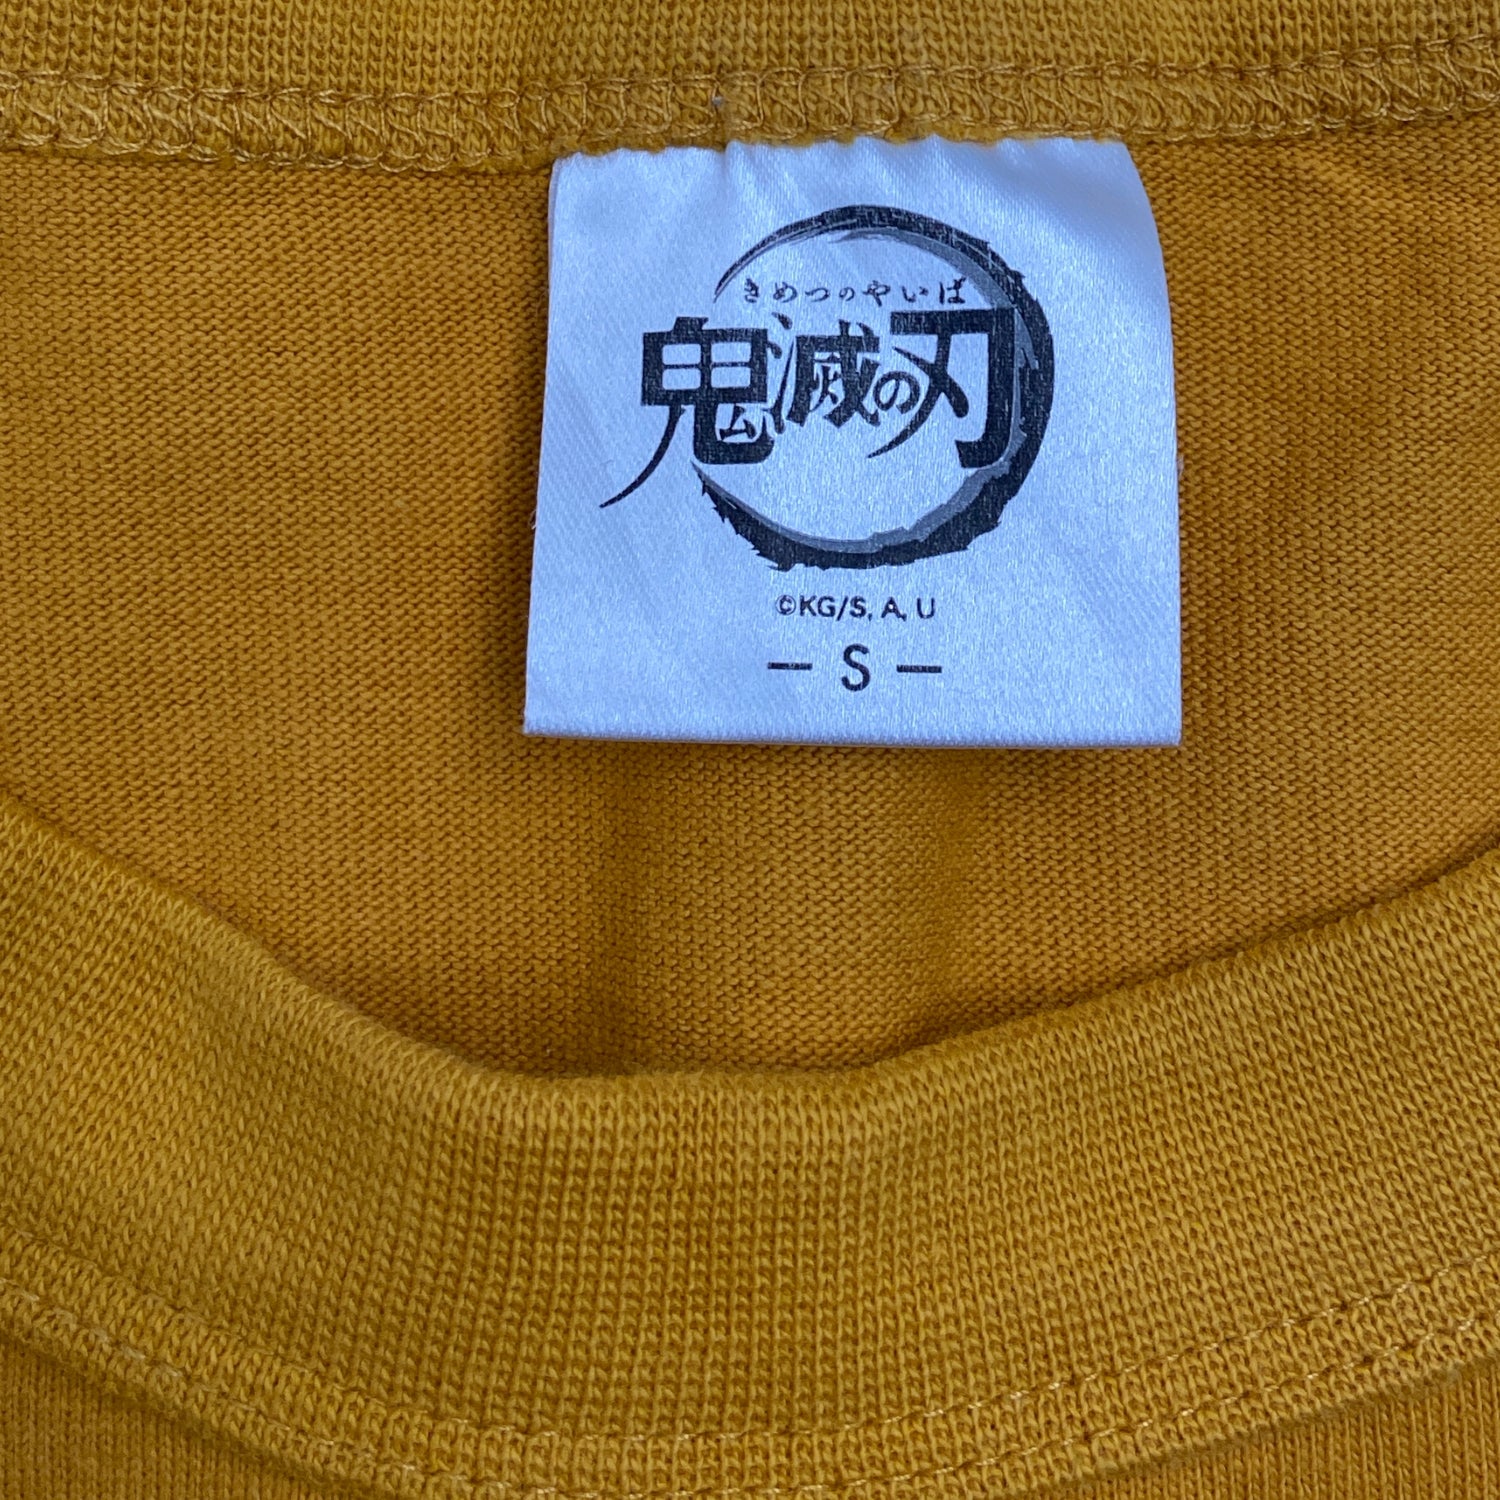 きめつのやいば
鬼滅の刃
©KG/S, A, U
— S —